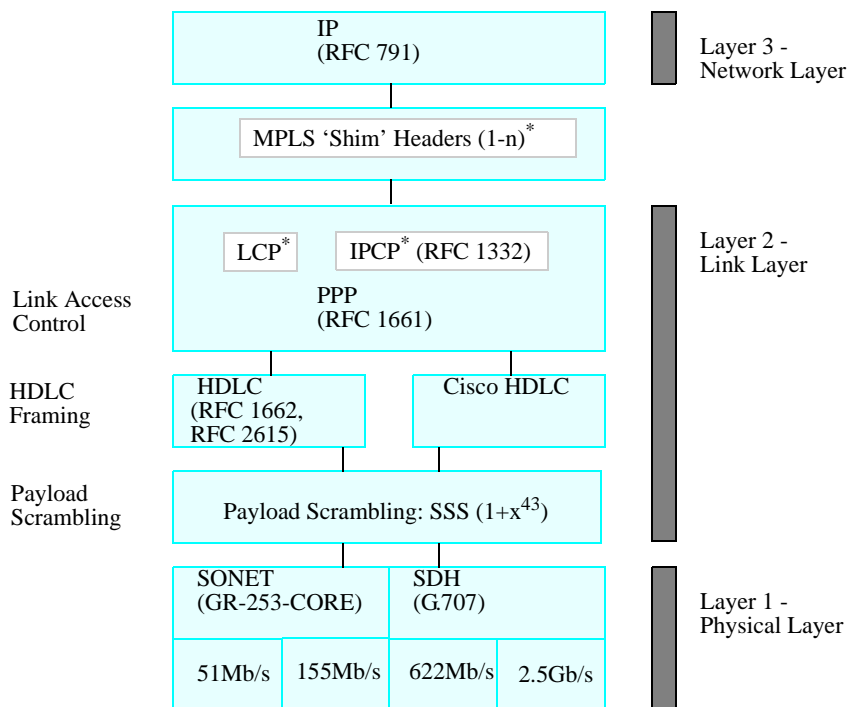 IP
(RFC 791)
Layer 3 -
Network Layer
MPLS ‘Shim’ Headers (1-n)*
LCP*
IPCP* (RFC 1332)
Layer 2 -
Link Layer
PPP
(RFC 1661)
Link Access
Control
HDLC
Framing
HDLC
(RFC 1662,
RFC 2615)
Cisco HDLC
Payload
Scrambling
Payload Scrambling: SSS (1+x^43)
SONET
(GR-253-CORE)
SDH
(G.707)
Layer 1 -
Physical Layer
51Mb/s
155Mb/s
622Mb/s
2.5Gb/s